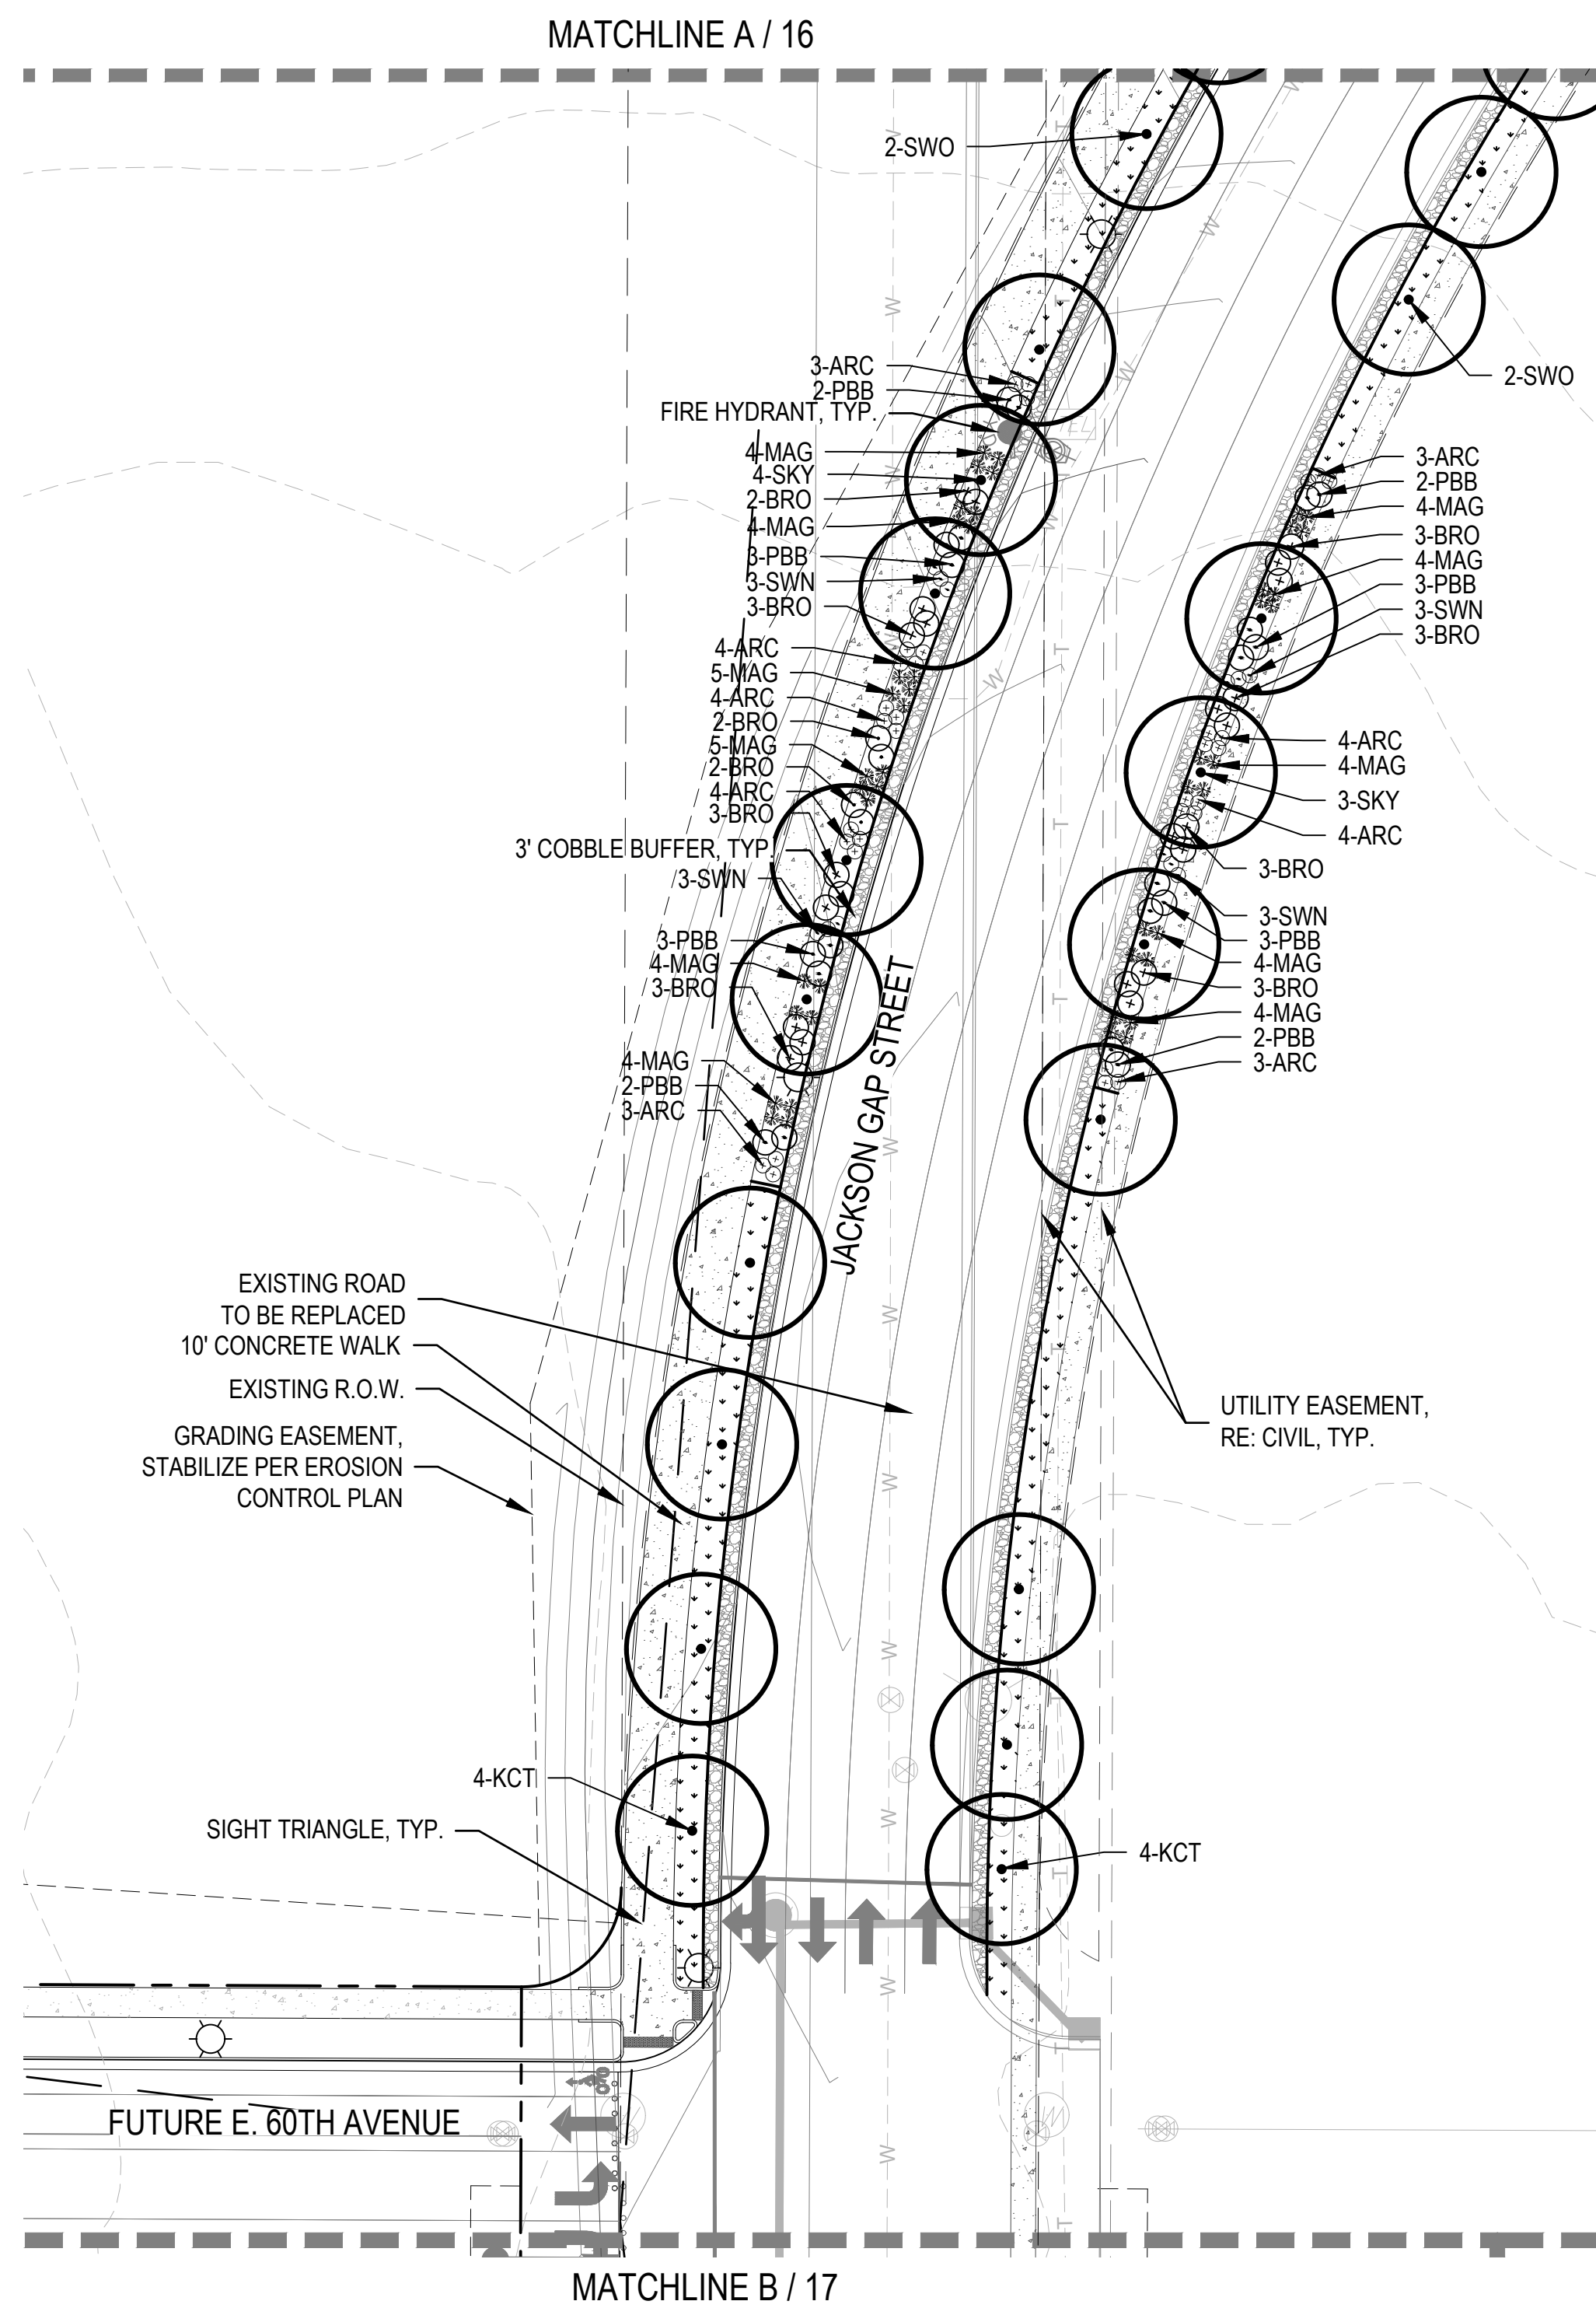 MATCHLINE A / 16
2-SWO
3-ARC
2-PBB
FIRE HYDRANT, TYP.
4-MAG
4-SKY
2-BRO
4-MAG
3-PBB
3-SWN
3-BRO
4-ARC
5-MAG
4-ARC
2-BRO
5-MAG
2-BRO
4-ARC
3-BRO
3' COBBLE BUFFER, TYP.
3-SWN
3-PBB
4-MAG
3-BRO
4-MAG
2-PBB
3-ARC
2-SWO
3-ARC
2-PBB
4-MAG
3-BRO
4-MAG
3-PBB
3-SWN
3-BRO
4-ARC
4-MAG
3-SKY
4-ARC
3-BRO
3-SWN
3-PBB
4-MAG
3-BRO
4-MAG
2-PBB
3-ARC
JACKSON GAP STREET
EXISTING ROAD
TO BE REPLACED
10' CONCRETE WALK
EXISTING R.O.W.
GRADING EASEMENT,
STABILIZE PER EROSION
CONTROL PLAN
UTILITY EASEMENT,
RE: CIVIL, TYP.
4-KCT
SIGHT TRIANGLE, TYP.
4-KCT
FUTURE E. 60TH AVENUE
MATCHLINE B / 17